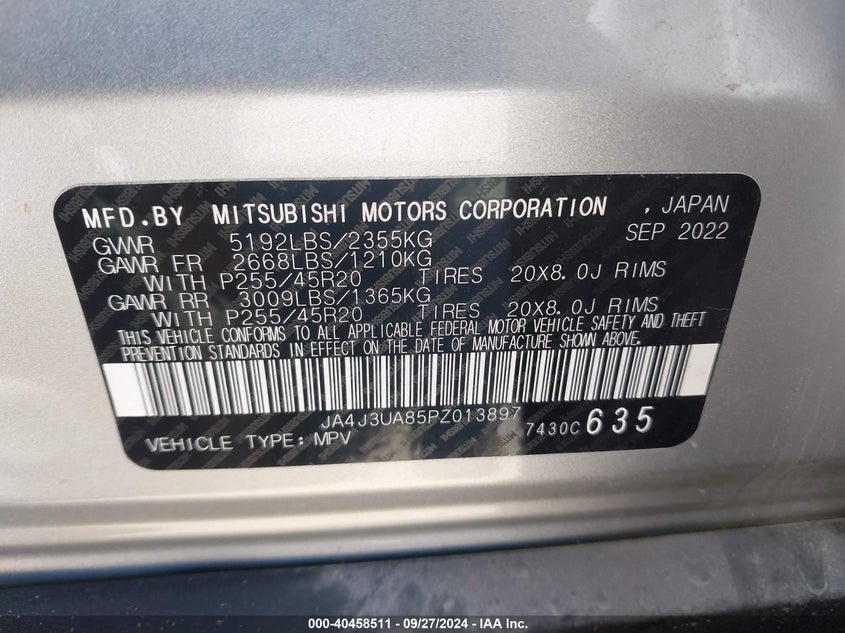 MFD.BY MITSUBISHI MOTORS CORPORATION , JAPAN
GVWR 5192LBS/2355KG SEP 2022
GAWR FR 2668LBS/1210KG
WITH P255/45R20 TIRES 20X8.0J RIMS
GAWR RR 3009LBS/1365KG
WITH P255/45R20 TIRES 20X8.0J RIMS
THIS VEHICLE CONFORMS TO ALL APPLICABLE FEDERAL MOTOR VEHICLE SAFETY AND THEFT
PREVENTION STANDARDS IN EFFECT ON THE DATE OF MANUFACTURE SHOWN ABOVE.
JA4J3UA85PZ013897
VEHICLE TYPE: MPV 7430C 635
000-40458511 - 09/27/2024 - IAA Inc.